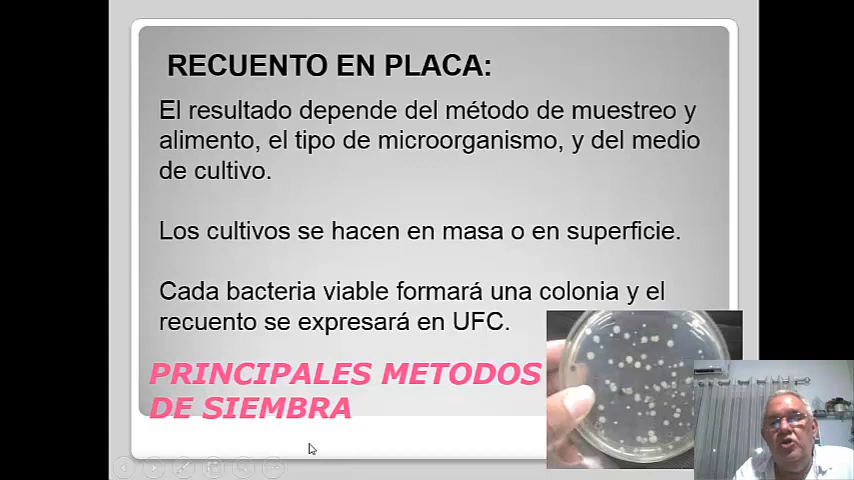 RECUENTO EN PLACA:
El resultado depende del método de muestreo y
alimento, el tipo de microorganismo, y del medio
de cultivo.
Los cultivos se hacen en masa o en superficie.
Cada bacteria viable formará una colonia y el
recuento se expresará en UFC.
PRINCIPALES METODOS
DE SIEMBRA